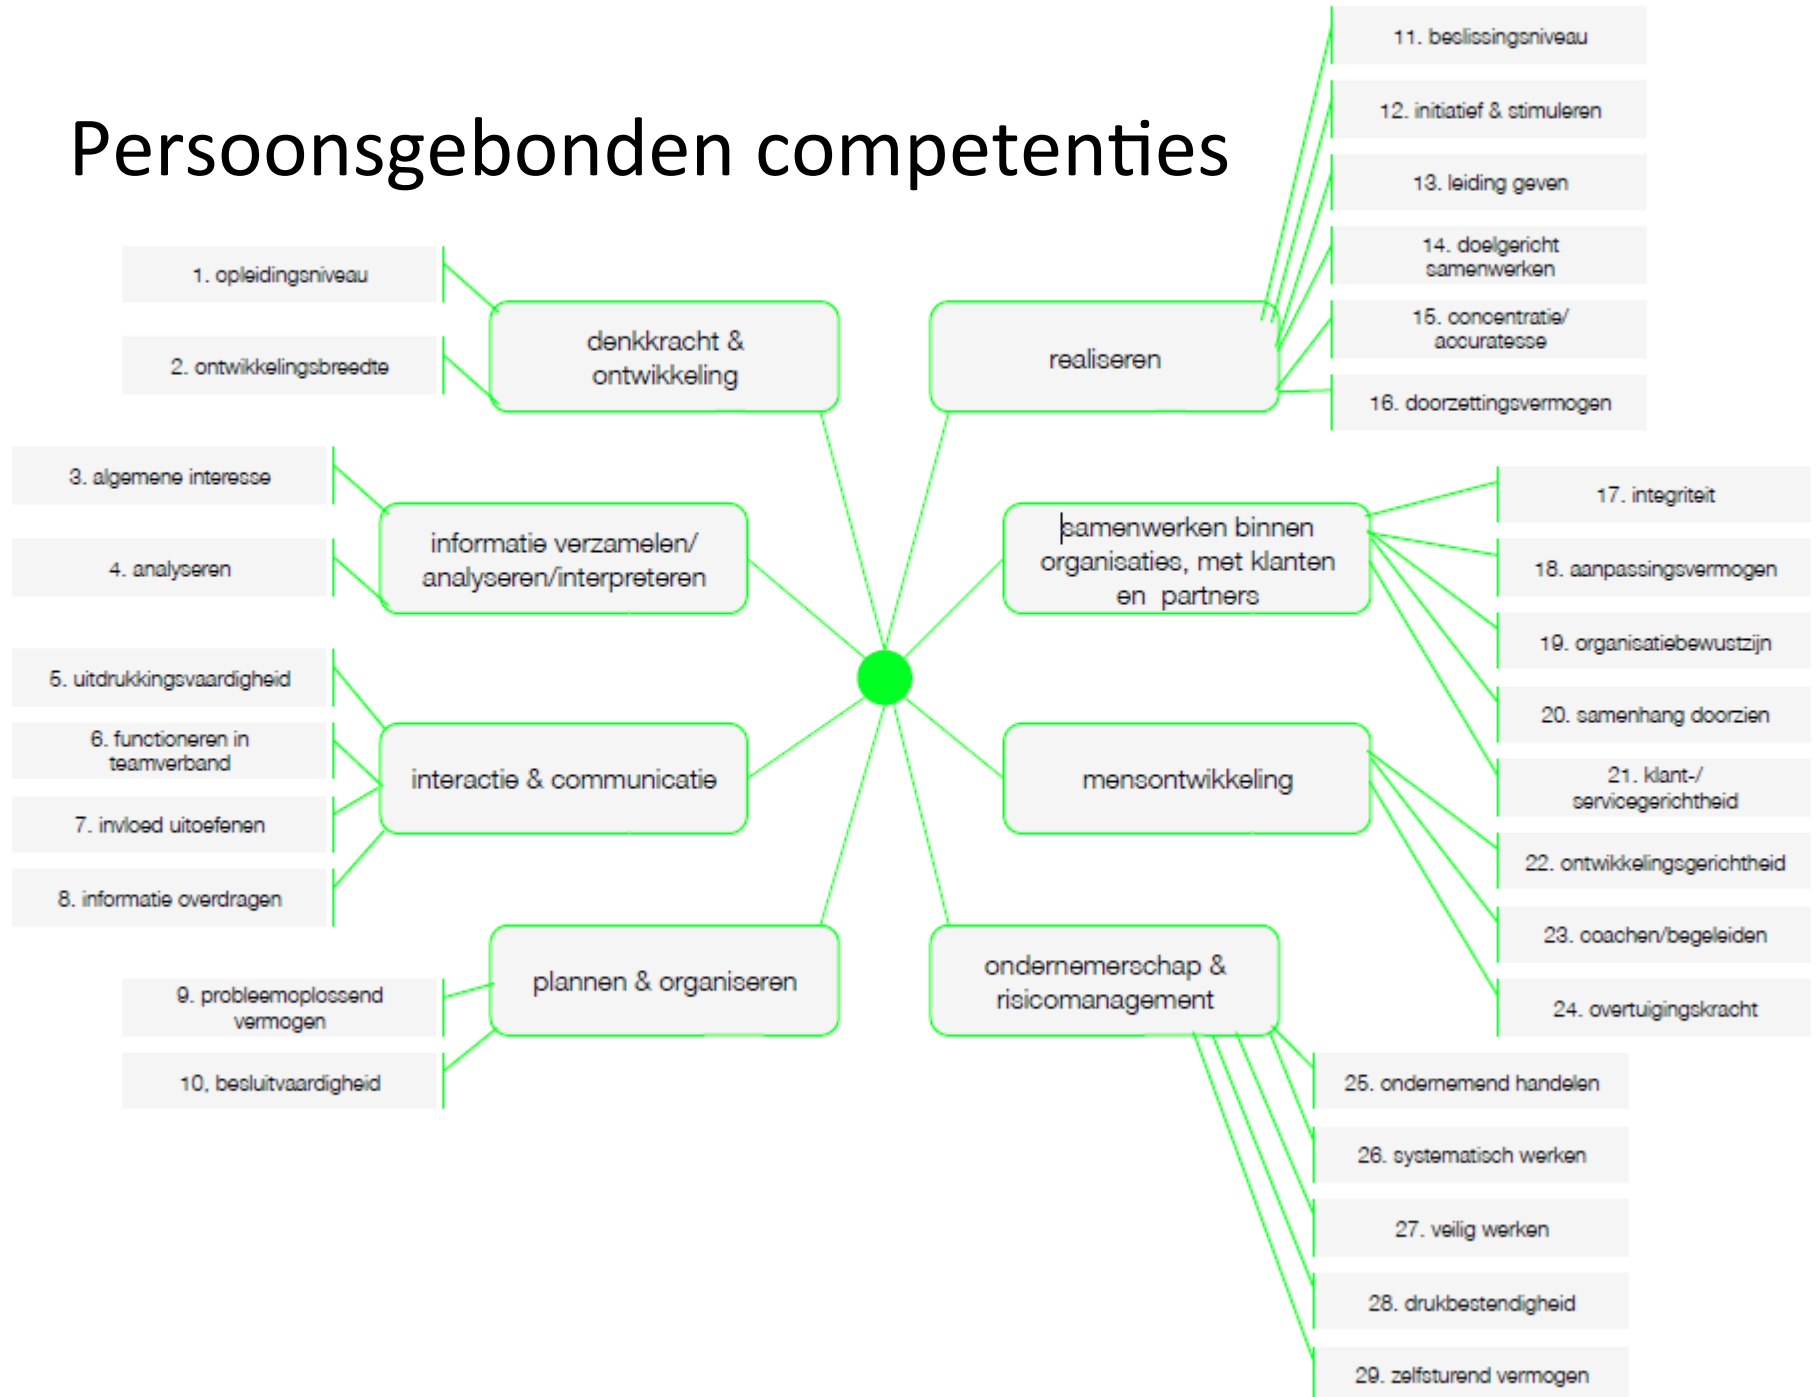 Persoonsgebonden competenties
1. opleidingsniveau
2. ontwikkelingsbreedte
denkkracht &
ontwikkeling
3. algemene interesse
4. analyseren
informatie verzamelen/
analyseren/interpreteren
5. uitdrukkingsvaardigheid
6. functioneren in
teamverband
7. invloed uitoefenen
8. informatie overdragen
interactie & communicatie
9. probleemoplossend
vermogen
10, besluitvaardigheid
plannen & organiseren
realiseren
11. beslissingsniveau
12. initiatief & stimuleren
13. leiding geven
14. doelgericht
samenwerken
15. concentratie/
accuratesse
16. doorzettingsvermogen
samenwerken binnen
organisaties, met klanten
en partners
17. integriteit
18. aanpassingsvermogen
19. organisatiebewustzijn
20. samenhang doorzien
21. klant-/
servicegerichtheid
mensontwikkeling
22. ontwikkelingsgerichtheid
23. coachen/begeleiden
24. overtuigingskracht
ondernemerschap &
risicomanagement
25. ondernemend handelen
26. systematisch werken
27. veilig werken
28. drukbestendigheid
29. zelfsturend vermogen